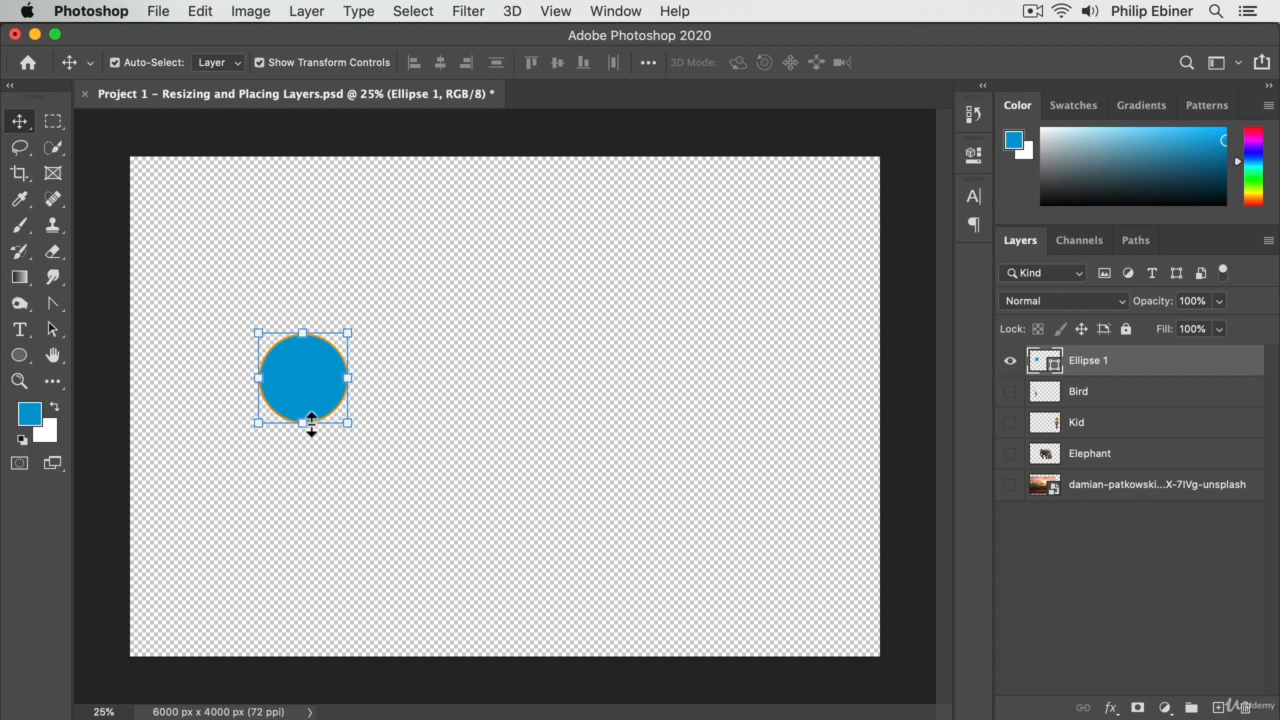 Photoshop File Edit Image Layer Type Select Filter 3D View Window Help Philip Ebiner
Adobe Photoshop 2020
Auto-Select: Layer Show Transform Controls 3D Mode:
Project 1 – Resizing and Placing Layers.psd @ 25% (Ellipse 1, RGB/8) *
Color Swatches Gradients Patterns
Layers Channels Paths
Kind
Normal Opacity: 100%
Lock: Fill: 100%
Ellipse 1
Bird
Kid
Elephant
damian-patkowski...X-7IVg-unsplash
25% 6000 px x 4000 px (72 ppi)
Udemy